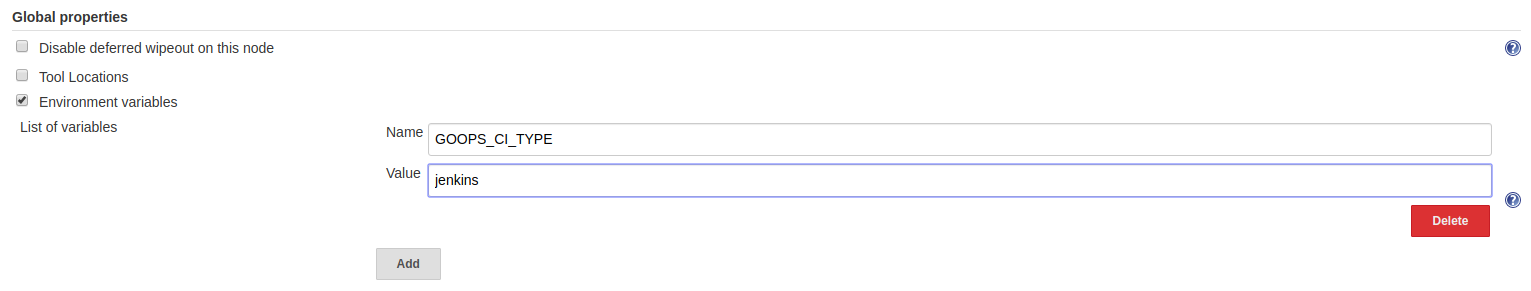 Global properties
Disable deferred wipeout on this node
?
Tool Locations
Environment variables
List of variables
Name GOOPS_CI_TYPE
Value jenkins
?
Delete
Add